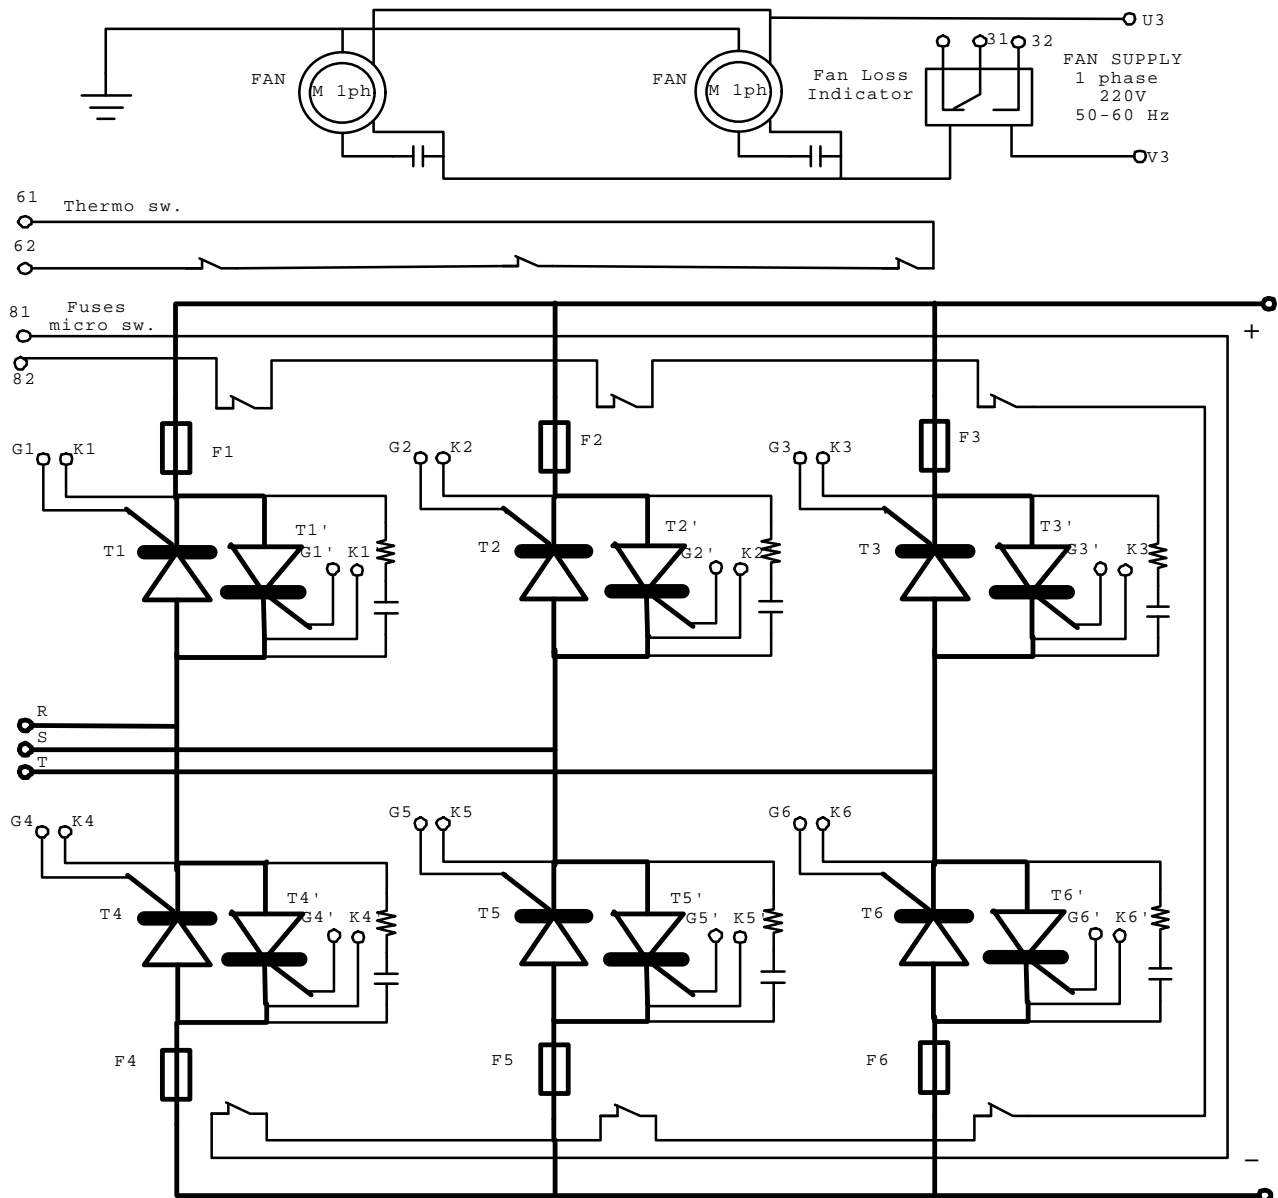 U3
31 32
FAN
M 1ph
FAN
M 1ph
Fan Loss
Indicator
FAN SUPPLY
1 phase
220V
50-60 Hz
V3
61
Thermo sw.
62
81
Fuses
micro sw.
82
+
G1 K1
F1
G2 K2
F2
G3 K3
F3
T1
T1'
G1' K1
T2
T2'
G2' K2
T3
T3'
G3' K3
R
S
T
G4 K4
G5 K5
G6 K6
T4
T4'
G4' K4
T5
T5'
G5' K5'
T6
T6'
G6' K6'
F4
F5
F6
-